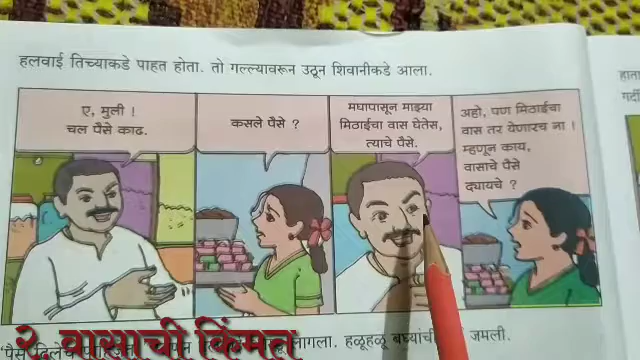 हलवाई तिच्याकडे पाहत होता. तो गल्ल्यावरून उठून शिवानीकडे आला.
ए, मुली !
चल पैसे काढ.
कसले पैसे ?
मघापासून माझ्या
मिठाईचा वास घेतेस,
त्याचे पैसे.
अहो, पण मिठाईचा
वास तर येणारच ना !
म्हणून काय,
वासाचे पैसे
द्यायचे ?
लागला. हळूहळू बघ्यांची जमली.
२. वासाची किंमत